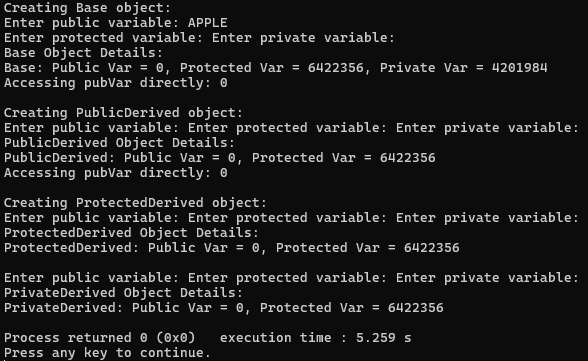 Creating Base object:
Enter public variable: APPLE
Enter protected variable: Enter private variable:
Base Object Details:
Base: Public Var = 0, Protected Var = 6422356, Private Var = 4201984
Accessing pubVar directly: 0
Creating PublicDerived object:
Enter public variable: Enter protected variable: Enter private variable:
PublicDerived Object Details:
PublicDerived: Public Var = 0, Protected Var = 6422356
Accessing pubVar directly: 0
Creating ProtectedDerived object:
Enter public variable: Enter protected variable: Enter private variable:
ProtectedDerived Object Details:
ProtectedDerived: Public Var = 0, Protected Var = 6422356
Enter public variable: Enter protected variable: Enter private variable:
PrivateDerived Object Details:
PrivateDerived: Public Var = 0, Protected Var = 6422356
Process returned 0 (0x0)   execution time : 5.259 s
Press any key to continue.